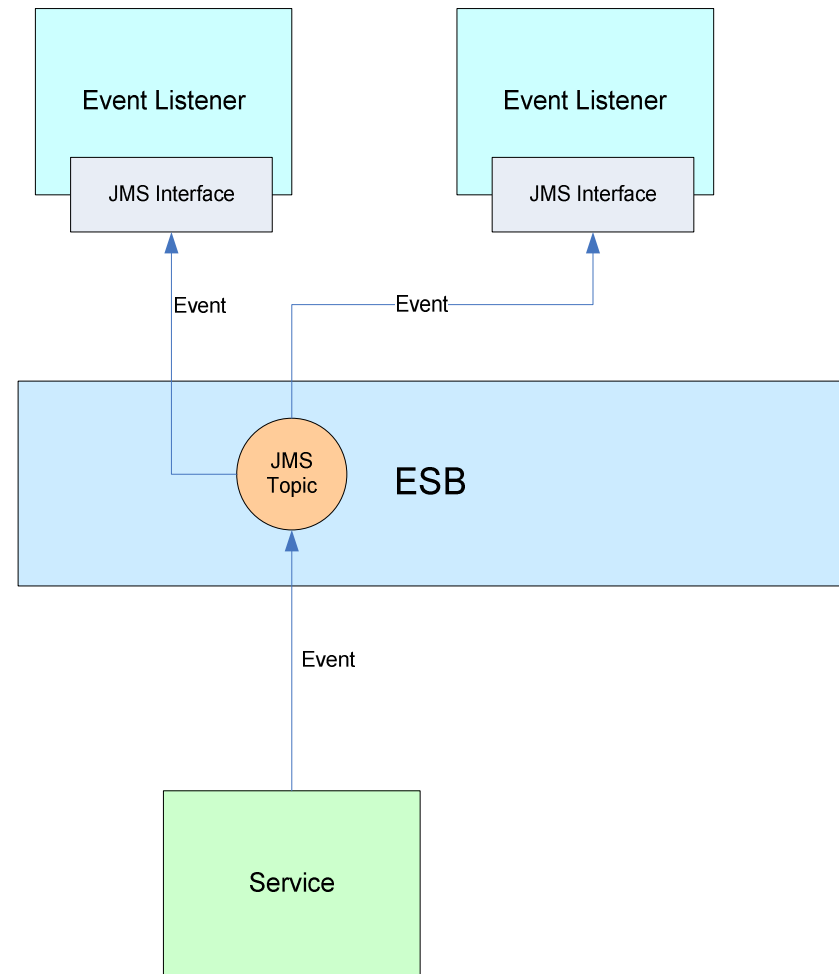 Event Listener
Event Listener
JMS Interface
JMS Interface
Event
Event
JMS
Topic
ESB
Event
Service